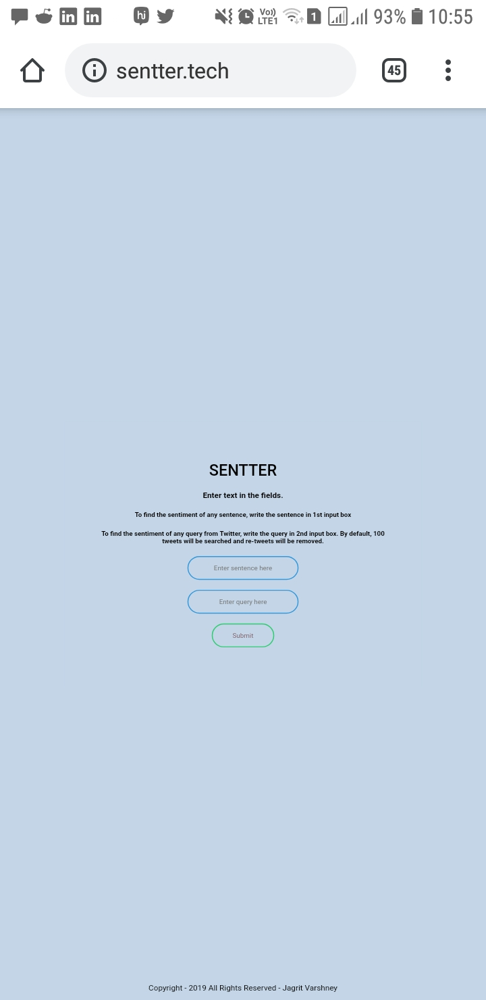 hi Vo)) LTE1 1 93% 10:55
sentter.tech 45
SENTTER
Enter text in the fields.
To find the sentiment of any sentence, write the sentence in 1st input box
To find the sentiment of any query from Twitter, write the query in 2nd input box. By default, 100
tweets will be searched and re-tweets will be removed.
Enter sentence here
Enter query here
Submit
Copyright - 2019 All Rights Reserved - Jagrit Varshney